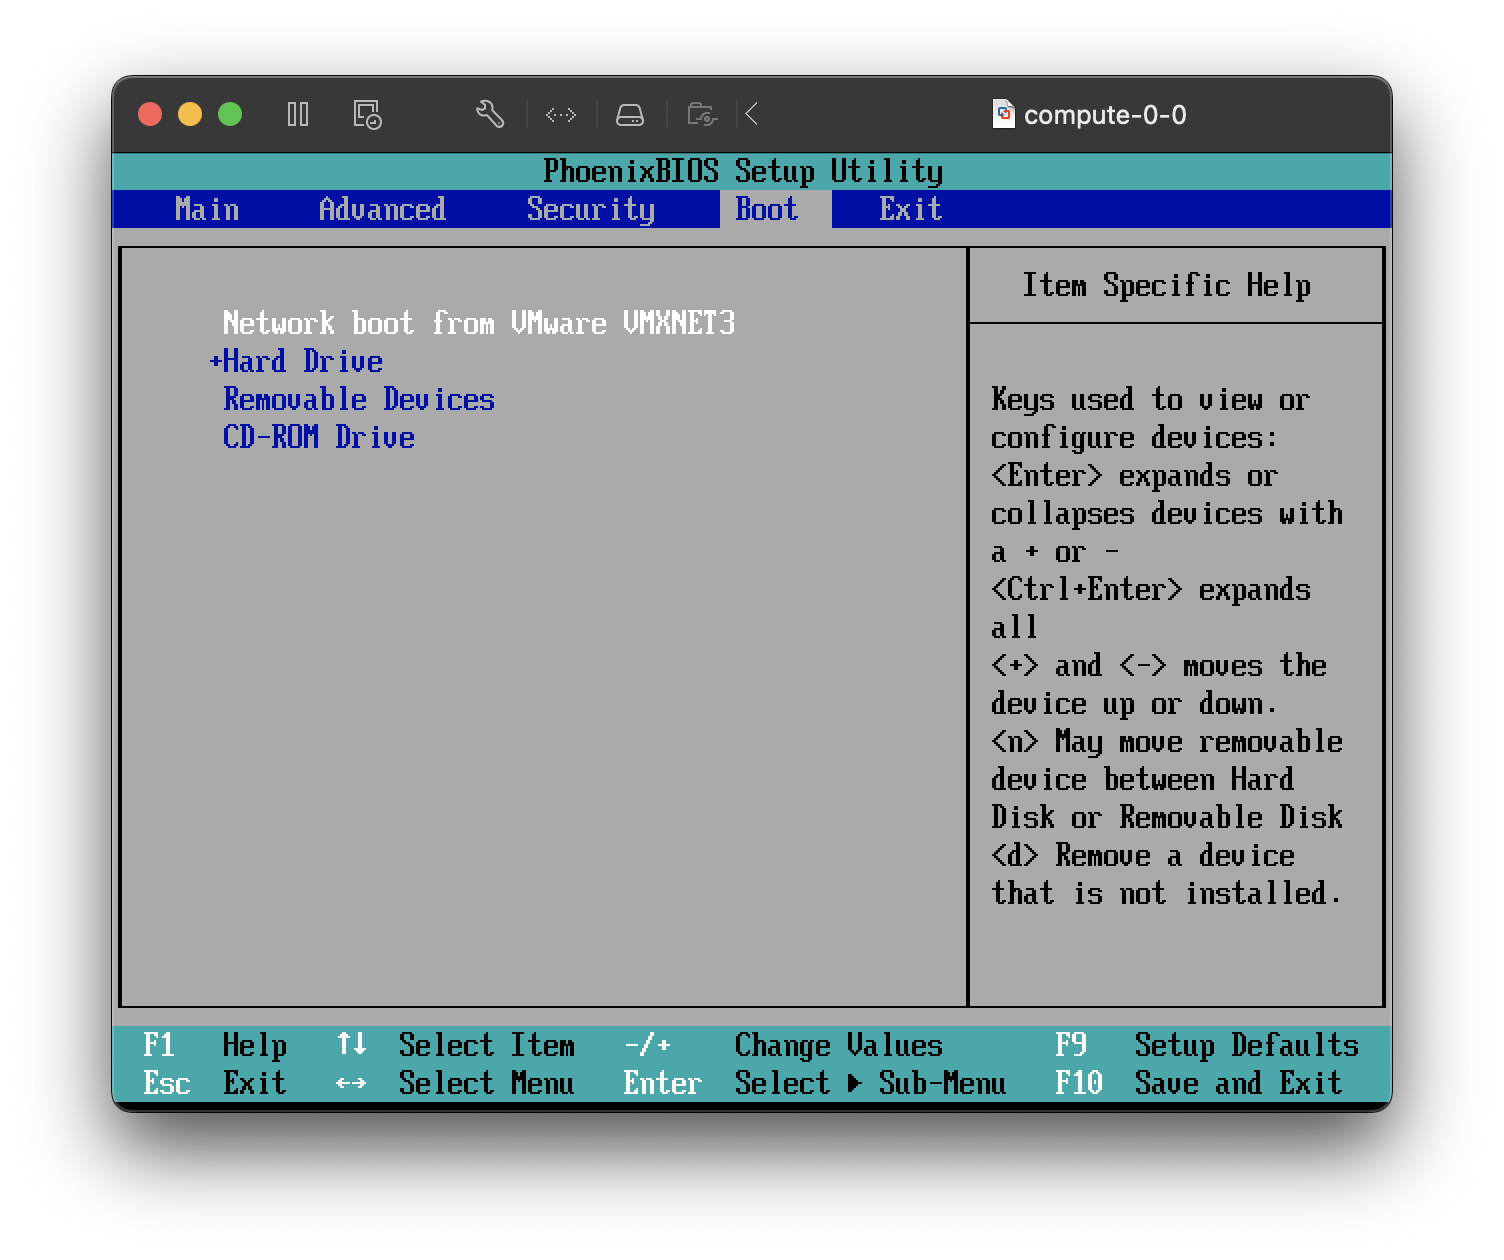 compute-0-0
PhoenixBIOS Setup Utility
Main Advanced Security Boot Exit
Network boot from VMware VMXNET3
+Hard Drive
Removable Devices
CD-ROM Drive
Item Specific Help
Keys used to view or
configure devices:
<Enter> expands or
collapses devices with
a + or -
<Ctrl+Enter> expands
all
<+> and <-> moves the
device up or down.
<n> May move removable
device between Hard
Disk or Removable Disk
<d> Remove a device
that is not installed.
F1 Help ↑↓ Select Item -/+ Change Values F9 Setup Defaults
Esc Exit ↔ Select Menu Enter Select ▶ Sub-Menu F10 Save and Exit